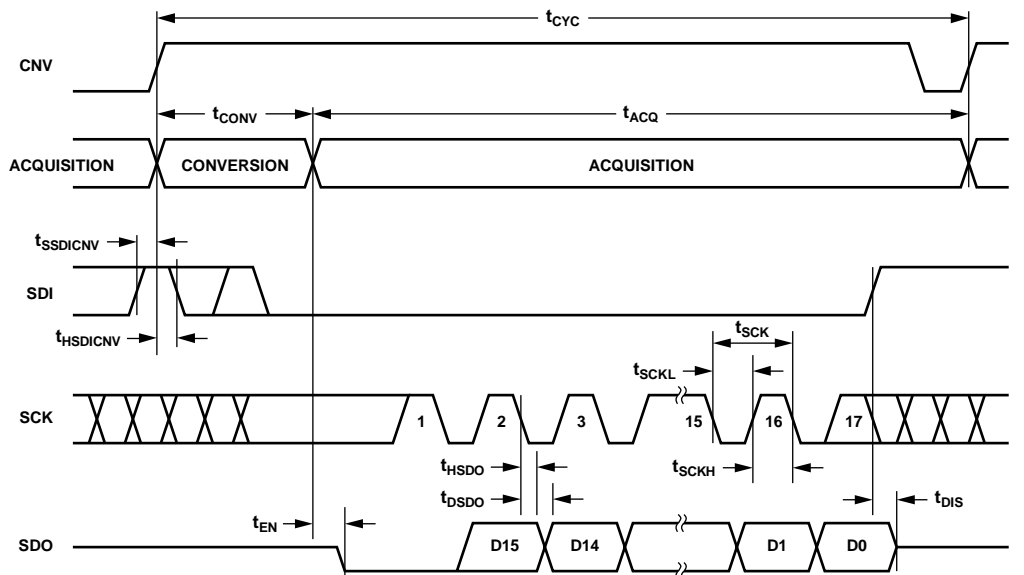 tCYC
CNV
tCONV
tACQ
ACQUISITION
CONVERSION
ACQUISITION
tSSDICNV
SDI
tHSDICNV
tSCK
tSCKL
SCK
1
2
3
15
16
17
tHSDO
tSCKH
tDSDO
tDIS
tEN
SDO
D15
D14
D1
D0